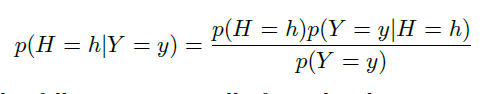 p(H = h|Y = y) = p(H = h)p(Y = y|H = h) / p(Y = y)